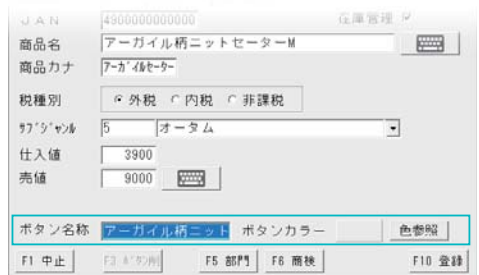 JAN 4900000000000 在庫管理
商品名 アーガイル柄ニットセーターM
商品カナ ｱｰｶﾞｲﾙｾｰﾀｰ
税種別 外税 内税 非課税
ｻﾌﾞｼﾞｬﾝﾙ 5 オータム
仕入値 3900
売値 9000
ボタン名称 アーガイル柄ニット ボタンカラー 色参照
F1 中止 F3 ﾎﾞﾀﾝ削 F5 部門 F6 商検 F10 登録